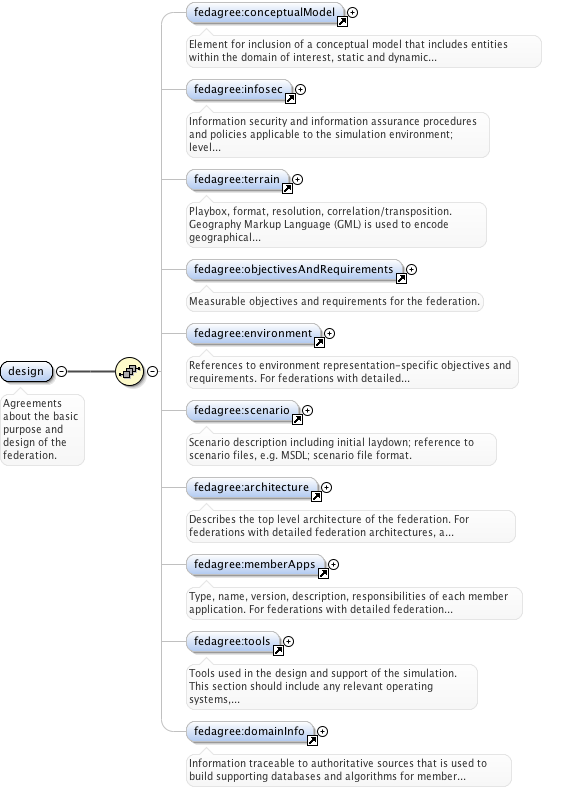 fedagree:conceptualModel
Element for inclusion of a conceptual model that includes entities
within the domain of interest, static and dynamic...
fedagree:infosec
Information security and information assurance procedures
and policies applicable to the simulation environment;
level...
fedagree:terrain
Playbox, format, resolution, correlation/transposition.
Geography Markup Language (GML) is used to encode
geographical...
fedagree:objectivesAndRequirements
Measurable objectives and requirements for the federation.
fedagree:environment
References to environment representation-specific objectives and
requirements. For federations with detailed...
design
Agreements
about the basic
purpose and
design of the
federation.
fedagree:scenario
Scenario description including initial laydown; reference to
scenario files, e.g. MSDL; scenario file format.
fedagree:architecture
Describes the top level architecture of the federation. For
federations with detailed federation architectures, a...
fedagree:memberApps
Type, name, version, description, responsibilities of each member
application. For federations with detailed federation...
fedagree:tools
Tools used in the design and support of the simulation.
This section should include any relevant operating
systems,...
fedagree:domainInfo
Information traceable to authoritative sources that is used to
build supporting databases and algorithms for member...